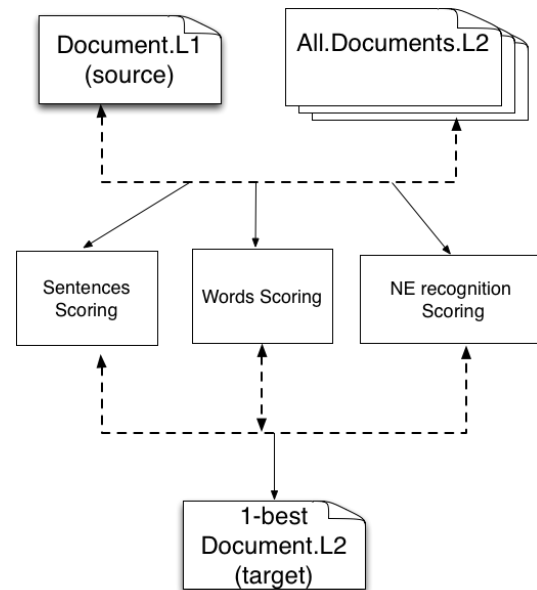 Document.L1
(source)
All.Documents.L2
Sentences
Scoring
Words Scoring
NE recognition
Scoring
1-best
Document.L2
(target)